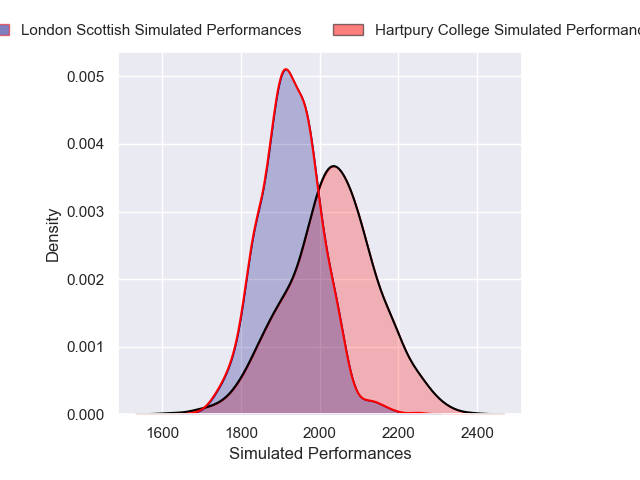 London Scottish Simulated Performances
Hartpury College Simulated
0.005
0.004
0.003
0.002
0.001
0.000
Density
1600 1800 2000 2200 2400
Simulated Performances